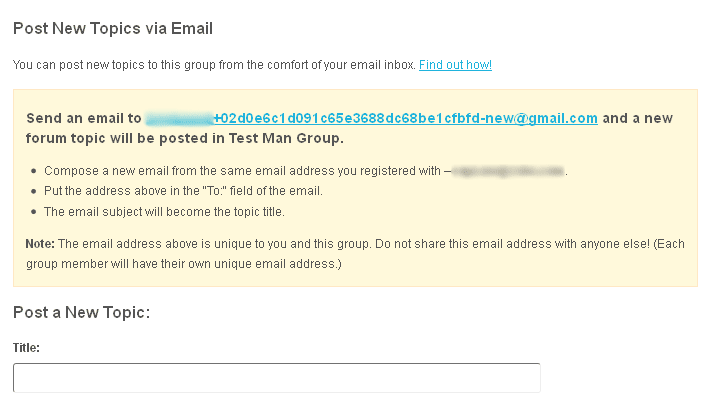 Post New Topics via Email
You can post new topics to this group from the comfort of your email inbox. Find out how!
Send an email to +02d0e6c1d091c65e3688dc68be1cfbfd-new@gmail.com and a new
forum topic will be posted in Test Man Group.
• Compose a new email from the same email address you registered with – .
• Put the address above in the "To:" field of the email.
• The email subject will become the topic title.
Note: The email address above is unique to you and this group. Do not share this email address with anyone else! (Each
group member will have their own unique email address.)
Post a New Topic:
Title: